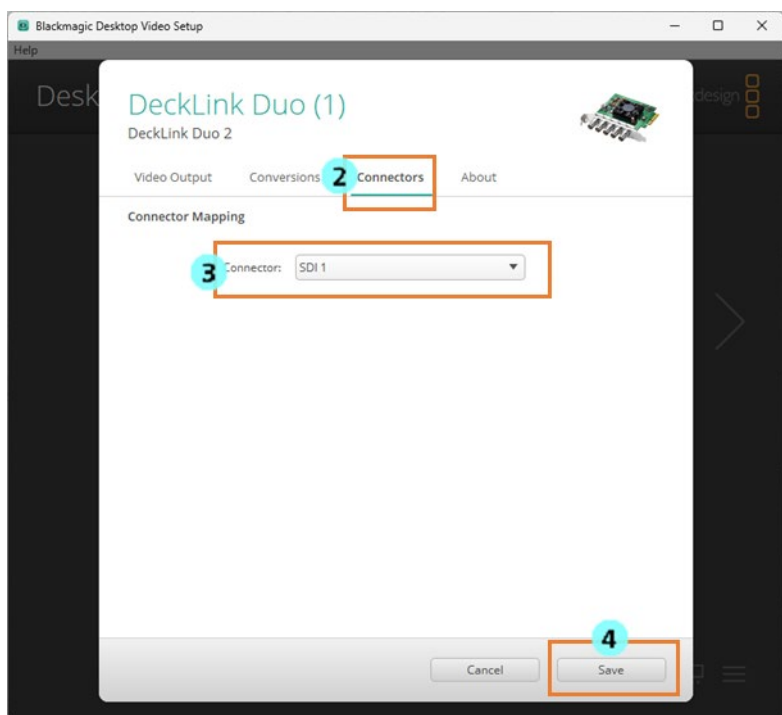 Blackmagic Desktop Video Setup
Help
Desk
design
DeckLink Duo (1)
DeckLink Duo 2
Video Output Conversions 2 Connectors About
Connector Mapping
3 Connector: SDI 1
4
Cancel Save